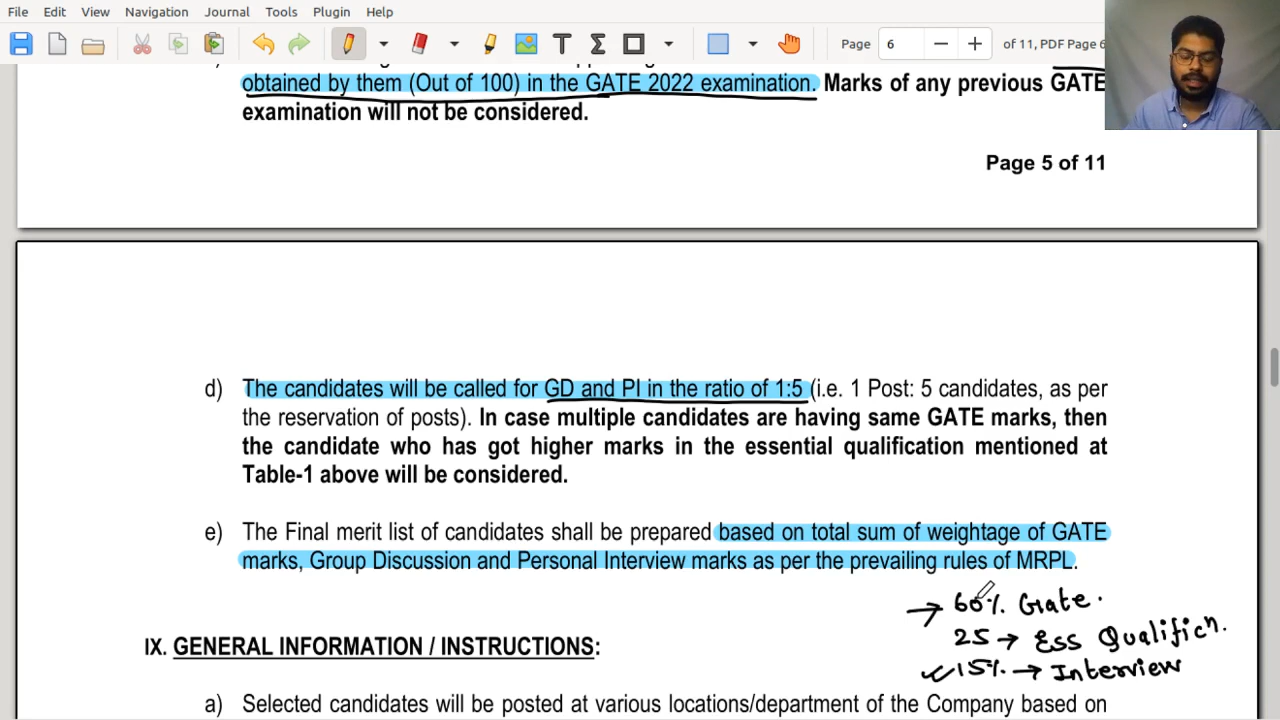 File Edit View Navigation Journal Tools Plugin Help
Page 6 of 11, PDF Page 6
obtained by them (Out of 100) in the GATE 2022 examination. Marks of any previous GATE
examination will not be considered.
Page 5 of 11
d) The candidates will be called for GD and PI in the ratio of 1:5 (i.e. 1 Post: 5 candidates, as per
the reservation of posts). In case multiple candidates are having same GATE marks, then
the candidate who has got higher marks in the essential qualification mentioned at
Table-1 above will be considered.
e) The Final merit list of candidates shall be prepared based on total sum of weightage of GATE
marks, Group Discussion and Personal Interview marks as per the prevailing rules of MRPL.
→ 60% Gate.
25 → Ess Qualificn.
15% → Interview
IX. GENERAL INFORMATION / INSTRUCTIONS:
a) Selected candidates will be posted at various locations/department of the Company based on